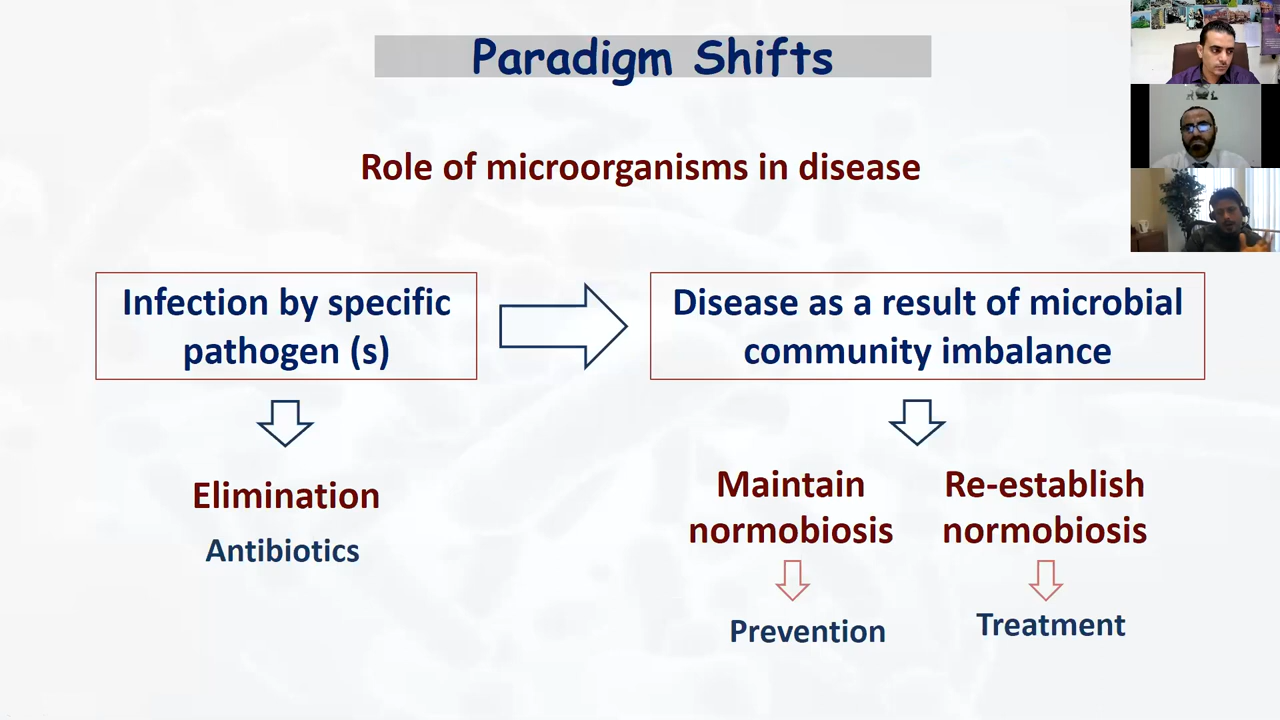 Paradigm Shifts
Role of microorganisms in disease
Infection by specific
pathogen (s)
Disease as a result of microbial
community imbalance
Elimination
Antibiotics
Maintain
normobiosis
Re-establish
normobiosis
Prevention
Treatment